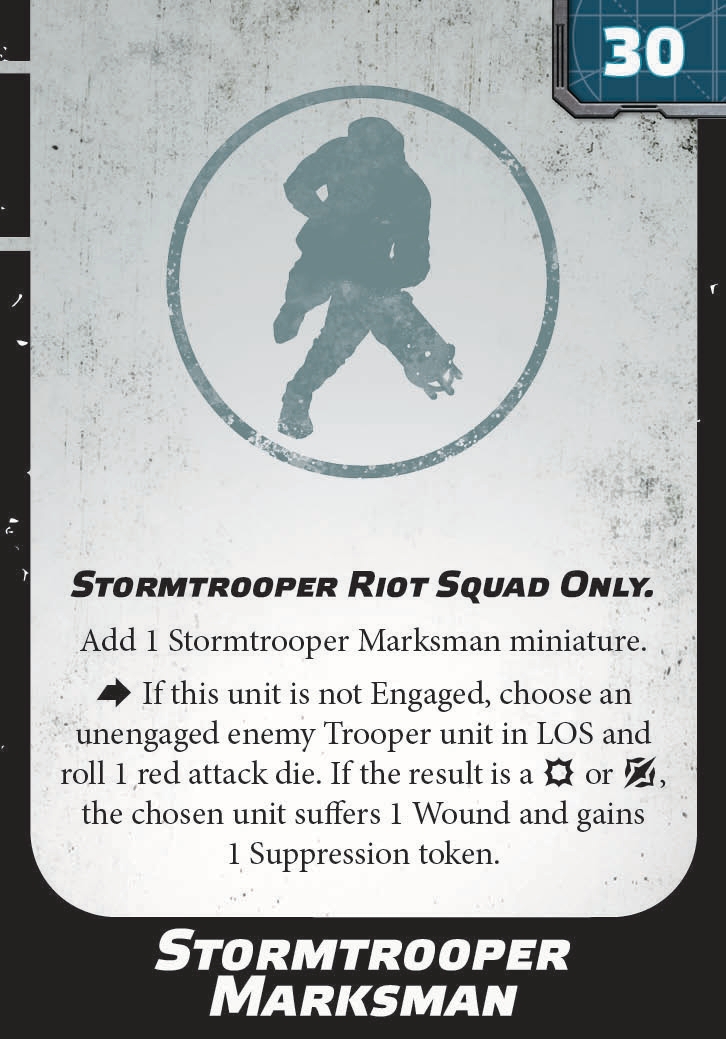 30
Stormtrooper Riot Squad Only.
Add 1 Stormtrooper Marksman miniature.
If this unit is not Engaged, choose an
unengaged enemy Trooper unit in LOS and
roll 1 red attack die. If the result is a or ,
the chosen unit suffers 1 Wound and gains
1 Suppression token.
Stormtrooper
Marksman